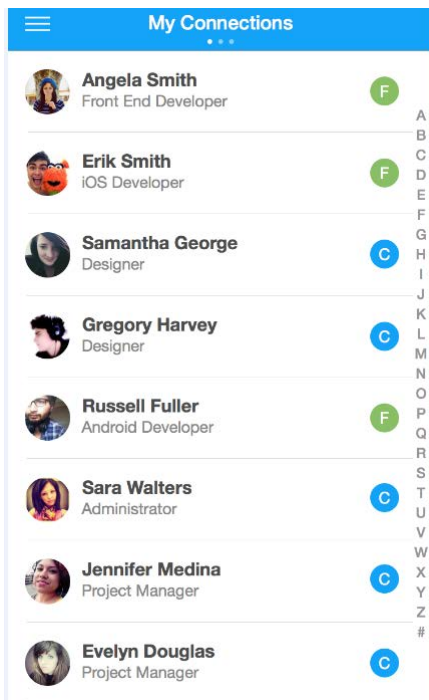 My Connections
Angela Smith
Front End Developer
F
Erik Smith
iOS Developer
F
Samantha George
Designer
C
Gregory Harvey
Designer
C
Russell Fuller
Android Developer
F
Sara Walters
Administrator
C
Jennifer Medina
Project Manager
C
Evelyn Douglas
Project Manager
C
A
B
C
D
E
F
G
H
I
J
K
L
M
N
O
P
Q
R
S
T
U
V
W
X
Y
Z
#